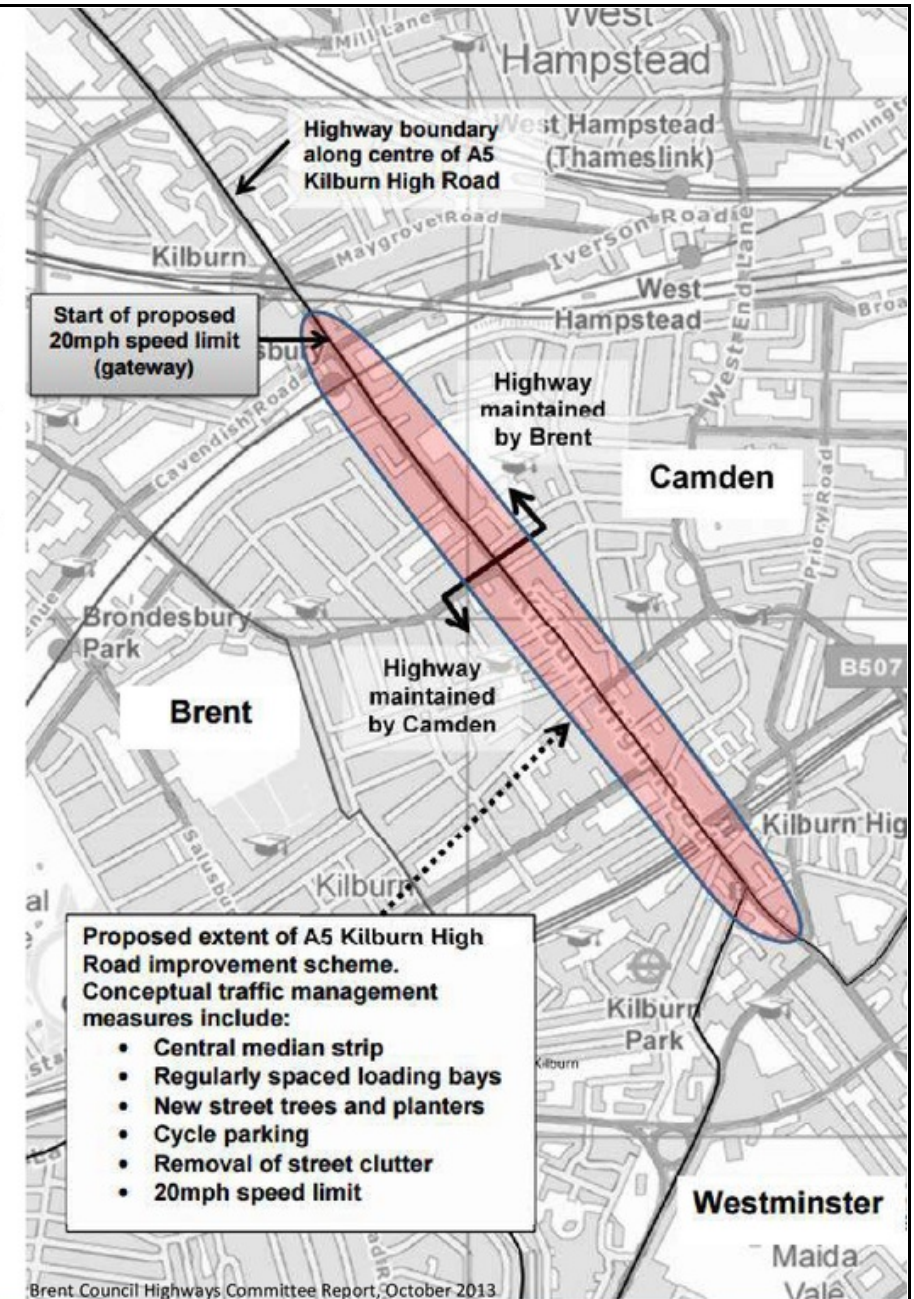 West
Hampstead
Mill Lane
Highway boundary
along centre of A5
Kilburn High Road
West Hampstead
(Thameslink)
Maygrove Road
Iverson Road
Kilburn
West
Hampstead
West End Lane
Start of proposed
20mph speed limit
(gateway)
sbury
Cavendish Road
Highway
maintained
by Brent
Camden
Priory Road
Brondesbury
Park
Brent
Highway
maintained
by Camden
B507
Kilburn Hig
Salusbu
Kilburn
al
Proposed extent of A5 Kilburn High
Road improvement scheme.
Conceptual traffic management
measures include:
• Central median strip
• Regularly spaced loading bays
• New street trees and planters
• Cycle parking
• Removal of street clutter
• 20mph speed limit
Kilburn
Park
Kilburn
Westminster
Maida
Vale
Brent Council Highways Committee Report, October 2013